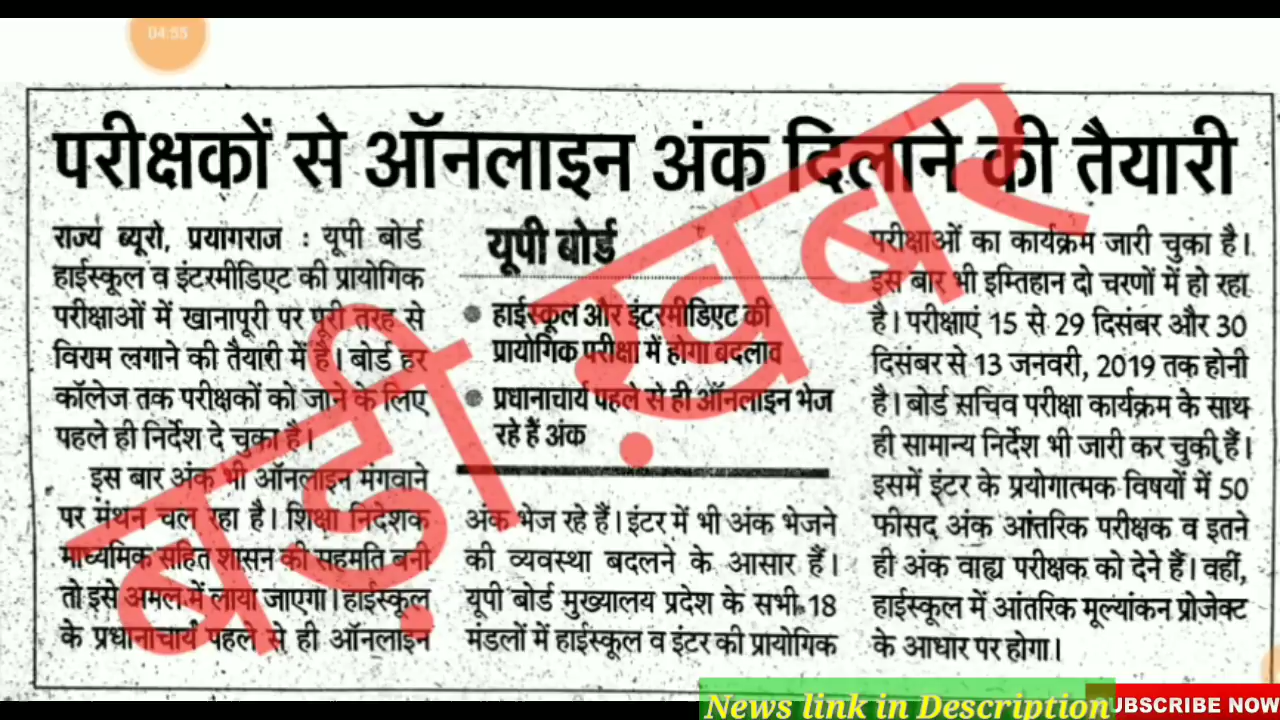 04:55
परीक्षकों से ऑनलाइन अंक दिलाने की तैयारी
राज्य ब्यूरो, प्रयागराज : यूपी बोर्ड
हाईस्कूल व इंटरमीडिएट की प्रायोगिक
परीक्षाओं में खानापूरी पर पूरी तरह से
विराम लगाने की तैयारी में है। बोर्ड हर
कॉलेज तक परीक्षकों को जाने के लिए
पहले ही निर्देश दे चुका है।
इस बार अंक भी ऑनलाइन मंगवाने
पर मंथन चल रहा है। शिक्षा निदेशक
माध्यमिक सहित शासन की सहमति बनी
तो इसे अमल में लाया जाएगा। हाईस्कूल
के प्रधानाचार्य पहले से ही ऑनलाइन
यूपी बोर्ड
हाईस्कूल और इंटरमीडिएट की
प्रायोगिक परीक्षा में होगा बदलाव
प्रधानाचार्य पहले से ही ऑनलाइन भेज
रहे हैं अंक
अंक भेज रहे हैं। इंटर में भी अंक भेजने
की व्यवस्था बदलने के आसार हैं।
यूपी बोर्ड मुख्यालय प्रदेश के सभी 18
मंडलों में हाईस्कूल व इंटर की प्रायोगिक
परीक्षाओं का कार्यक्रम जारी चुका है।
इस बार भी इम्तिहान दो चरणों में हो रहा
है। परीक्षाएं 15 से 29 दिसंबर और 30
दिसंबर से 13 जनवरी, 2019 तक होनी
है। बोर्ड सचिव परीक्षा कार्यक्रम के साथ
ही सामान्य निर्देश भी जारी कर चुकी हैं।
इसमें इंटर के प्रयोगात्मक विषयों में 50
फीसद अंक आंतरिक परीक्षक व इतने
ही अंक वाह्य परीक्षक को देने हैं। वहीं,
हाईस्कूल में आंतरिक मूल्यांकन प्रोजेक्ट
के आधार पर होगा।
बड़ी ख़बर
News link in Description
UBSCRIBE NOW